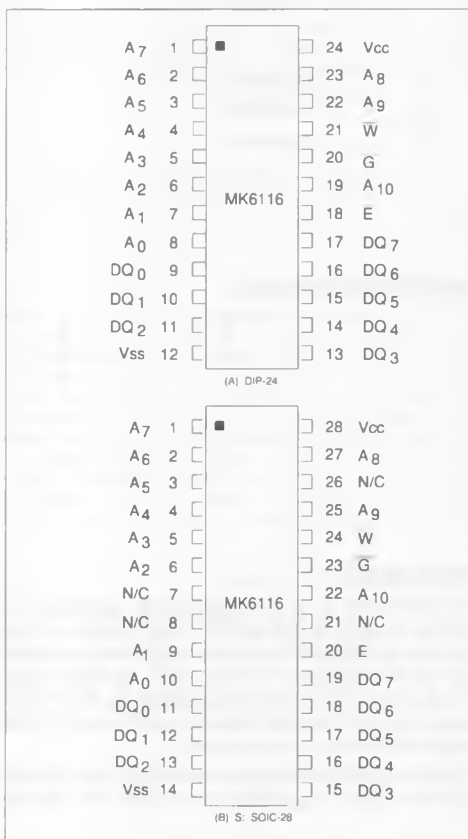 A7 1 24 Vcc
A6 2 23 A8
A5 3 22 A9
A4 4 21 W̅
A3 5 20 G̅
A2 6 19 A10
MK6116
A1 7 18 E̅
A0 8 17 DQ7
DQ0 9 16 DQ6
DQ1 10 15 DQ5
DQ2 11 14 DQ4
Vss 12 13 DQ3
(A) DIP-24
A7 1 28 Vcc
A6 2 27 A8
A5 3 26 N/C
A4 4 25 A9
A3 5 24 W
A2 6 23 G̅
N/C 7 22 A10
MK6116
N/C 8 21 N/C
A1 9 20 E
A0 10 19 DQ7
DQ0 11 18 DQ6
DQ1 12 17 DQ5
DQ2 13 16 DQ4
Vss 14 15 DQ3
(B) S: SOIC-28